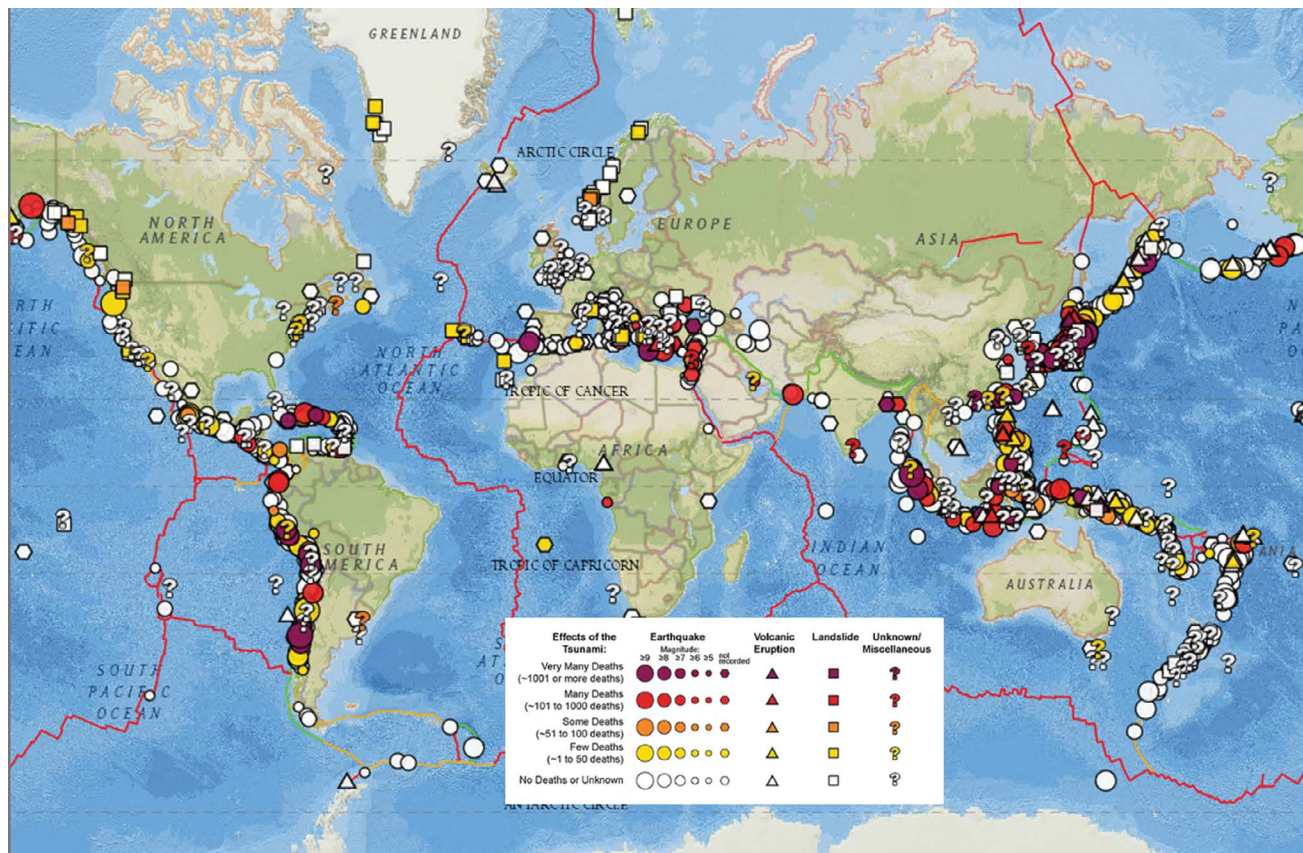 GREENLAND
ARCTIC CIRCLE
NORTH
AMERICA
EUROPE
ASIA
NORTH
ATLANTIC
OCEAN
TROPIC OF CANCER
AFRICA
EQUATOR
SOUTH
AMERICA
TROPIC OF CAPRICORN
INDIAN
OCEAN
AUSTRALIA
SOUTH
PACIFIC
OCEAN
Effects of the
Tsunami:
Earthquake
Magnitude:
≥9 ≥8 ≥7 ≥6 ≥5 not
recorded
Volcanic
Eruption
Landslide
Unknown/
Miscellaneous
Very Many Deaths
(~1001 or more deaths)
?
Many Deaths
(~101 to 1000 deaths)
?
Some Deaths
(~51 to 100 deaths)
?
Few Deaths
(~1 to 50 deaths)
?
No Deaths or Unknown
?
ANTARCTIC CIRCLE